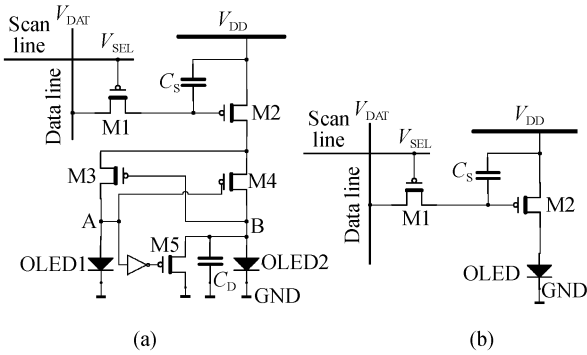 (a)
V_DAT
Scan line
V_SEL
V_DD
C_S
Data line
M1
M2
M3
M4
A
B
M5
OLED1
C_D
OLED2
GND
(a)
V_DAT
V_DD
Scan line
V_SEL
C_S
Data line
M1
M2
OLED
GND
(b)